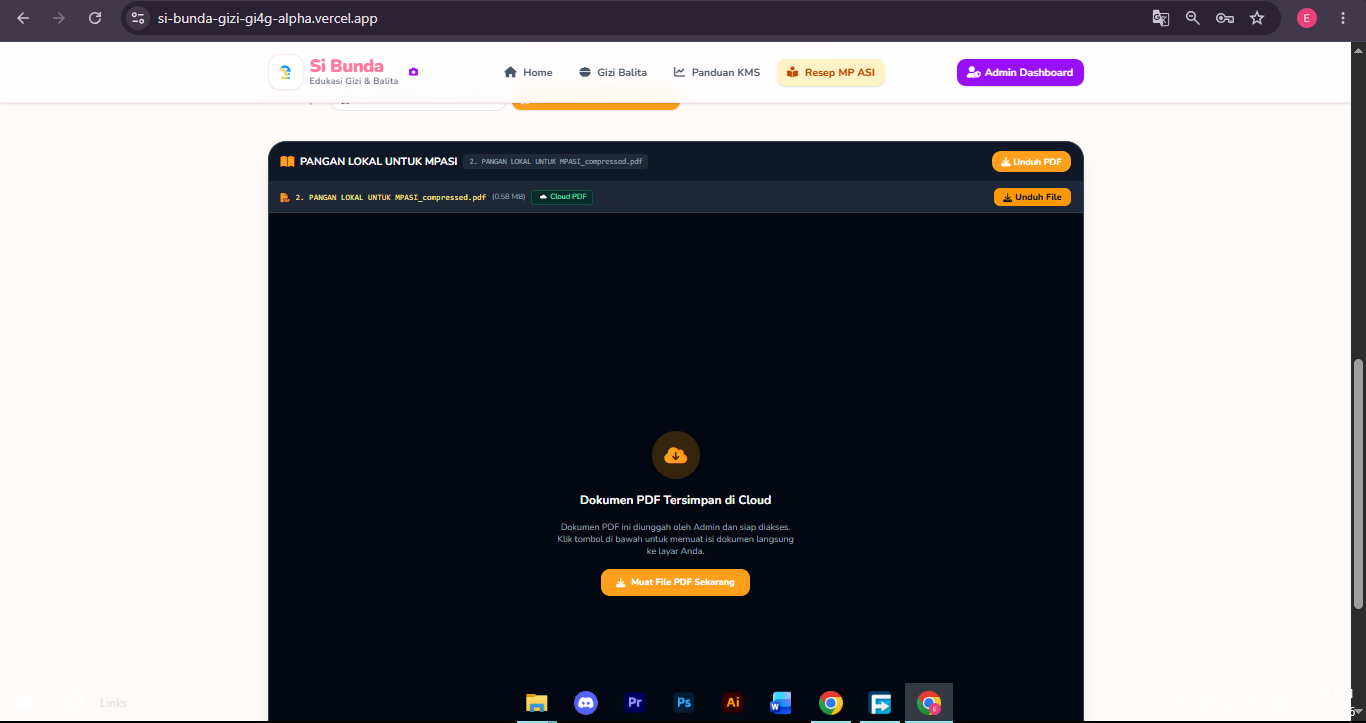 si-bunda-gizi-gi4g-alpha.vercel.app
E
Si Bunda
Edukasi Gizi & Balita
Home
Gizi Balita
Panduan KMS
Resep MP ASI
Admin Dashboard
PANGAN LOKAL UNTUK MPASI
2. PANGAN LOKAL UNTUK MPASI_compressed.pdf
Unduh PDF
2. PANGAN LOKAL UNTUK MPASI_compressed.pdf
(0.58 MB)
Cloud PDF
Unduh File
Dokumen PDF Tersimpan di Cloud
Dokumen PDF ini diunggah oleh Admin dan siap diakses.
Klik tombol di bawah untuk memuat isi dokumen langsung
ke layar Anda.
Muat File PDF Sekarang
Links
Pr
Ps
Ai
W
E